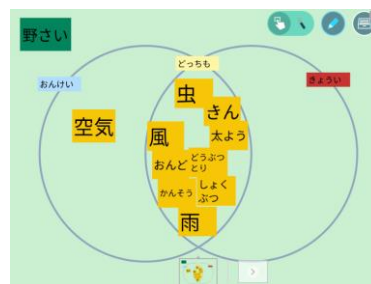 野さい
どっちも
おんけい
きょうい
虫
きん
空気
風
太よう
おんど
どうぶつ
とり
かんそう
しょく
ぶつ
雨